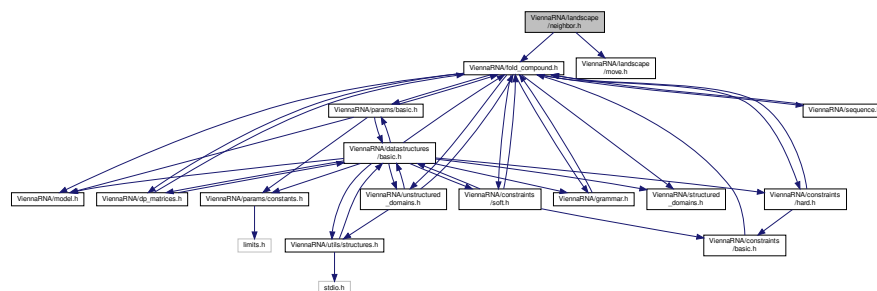 ViennaRNA/landscape
/neighbor.h
ViennaRNA/fold_compound.h
ViennaRNA/landscape
/move.h
ViennaRNA/params/basic.h
ViennaRNA/sequence.h
ViennaRNA/datastructures
/basic.h
ViennaRNA/model.h
ViennaRNA/dp_matrices.h
ViennaRNA/params/constants.h
ViennaRNA/unstructured
_domains.h
ViennaRNA/constraints
/soft.h
ViennaRNA/grammar.h
ViennaRNA/structured
_domains.h
ViennaRNA/constraints
/hard.h
limits.h
ViennaRNA/utils/structures.h
ViennaRNA/constraints
/basic.h
stdio.h